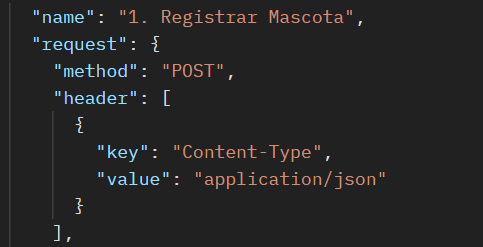 "name": "1. Registrar Mascota",
"request": {
"method": "POST",
"header": [
{
"key": "Content-Type",
"value": "application/json"
}
],